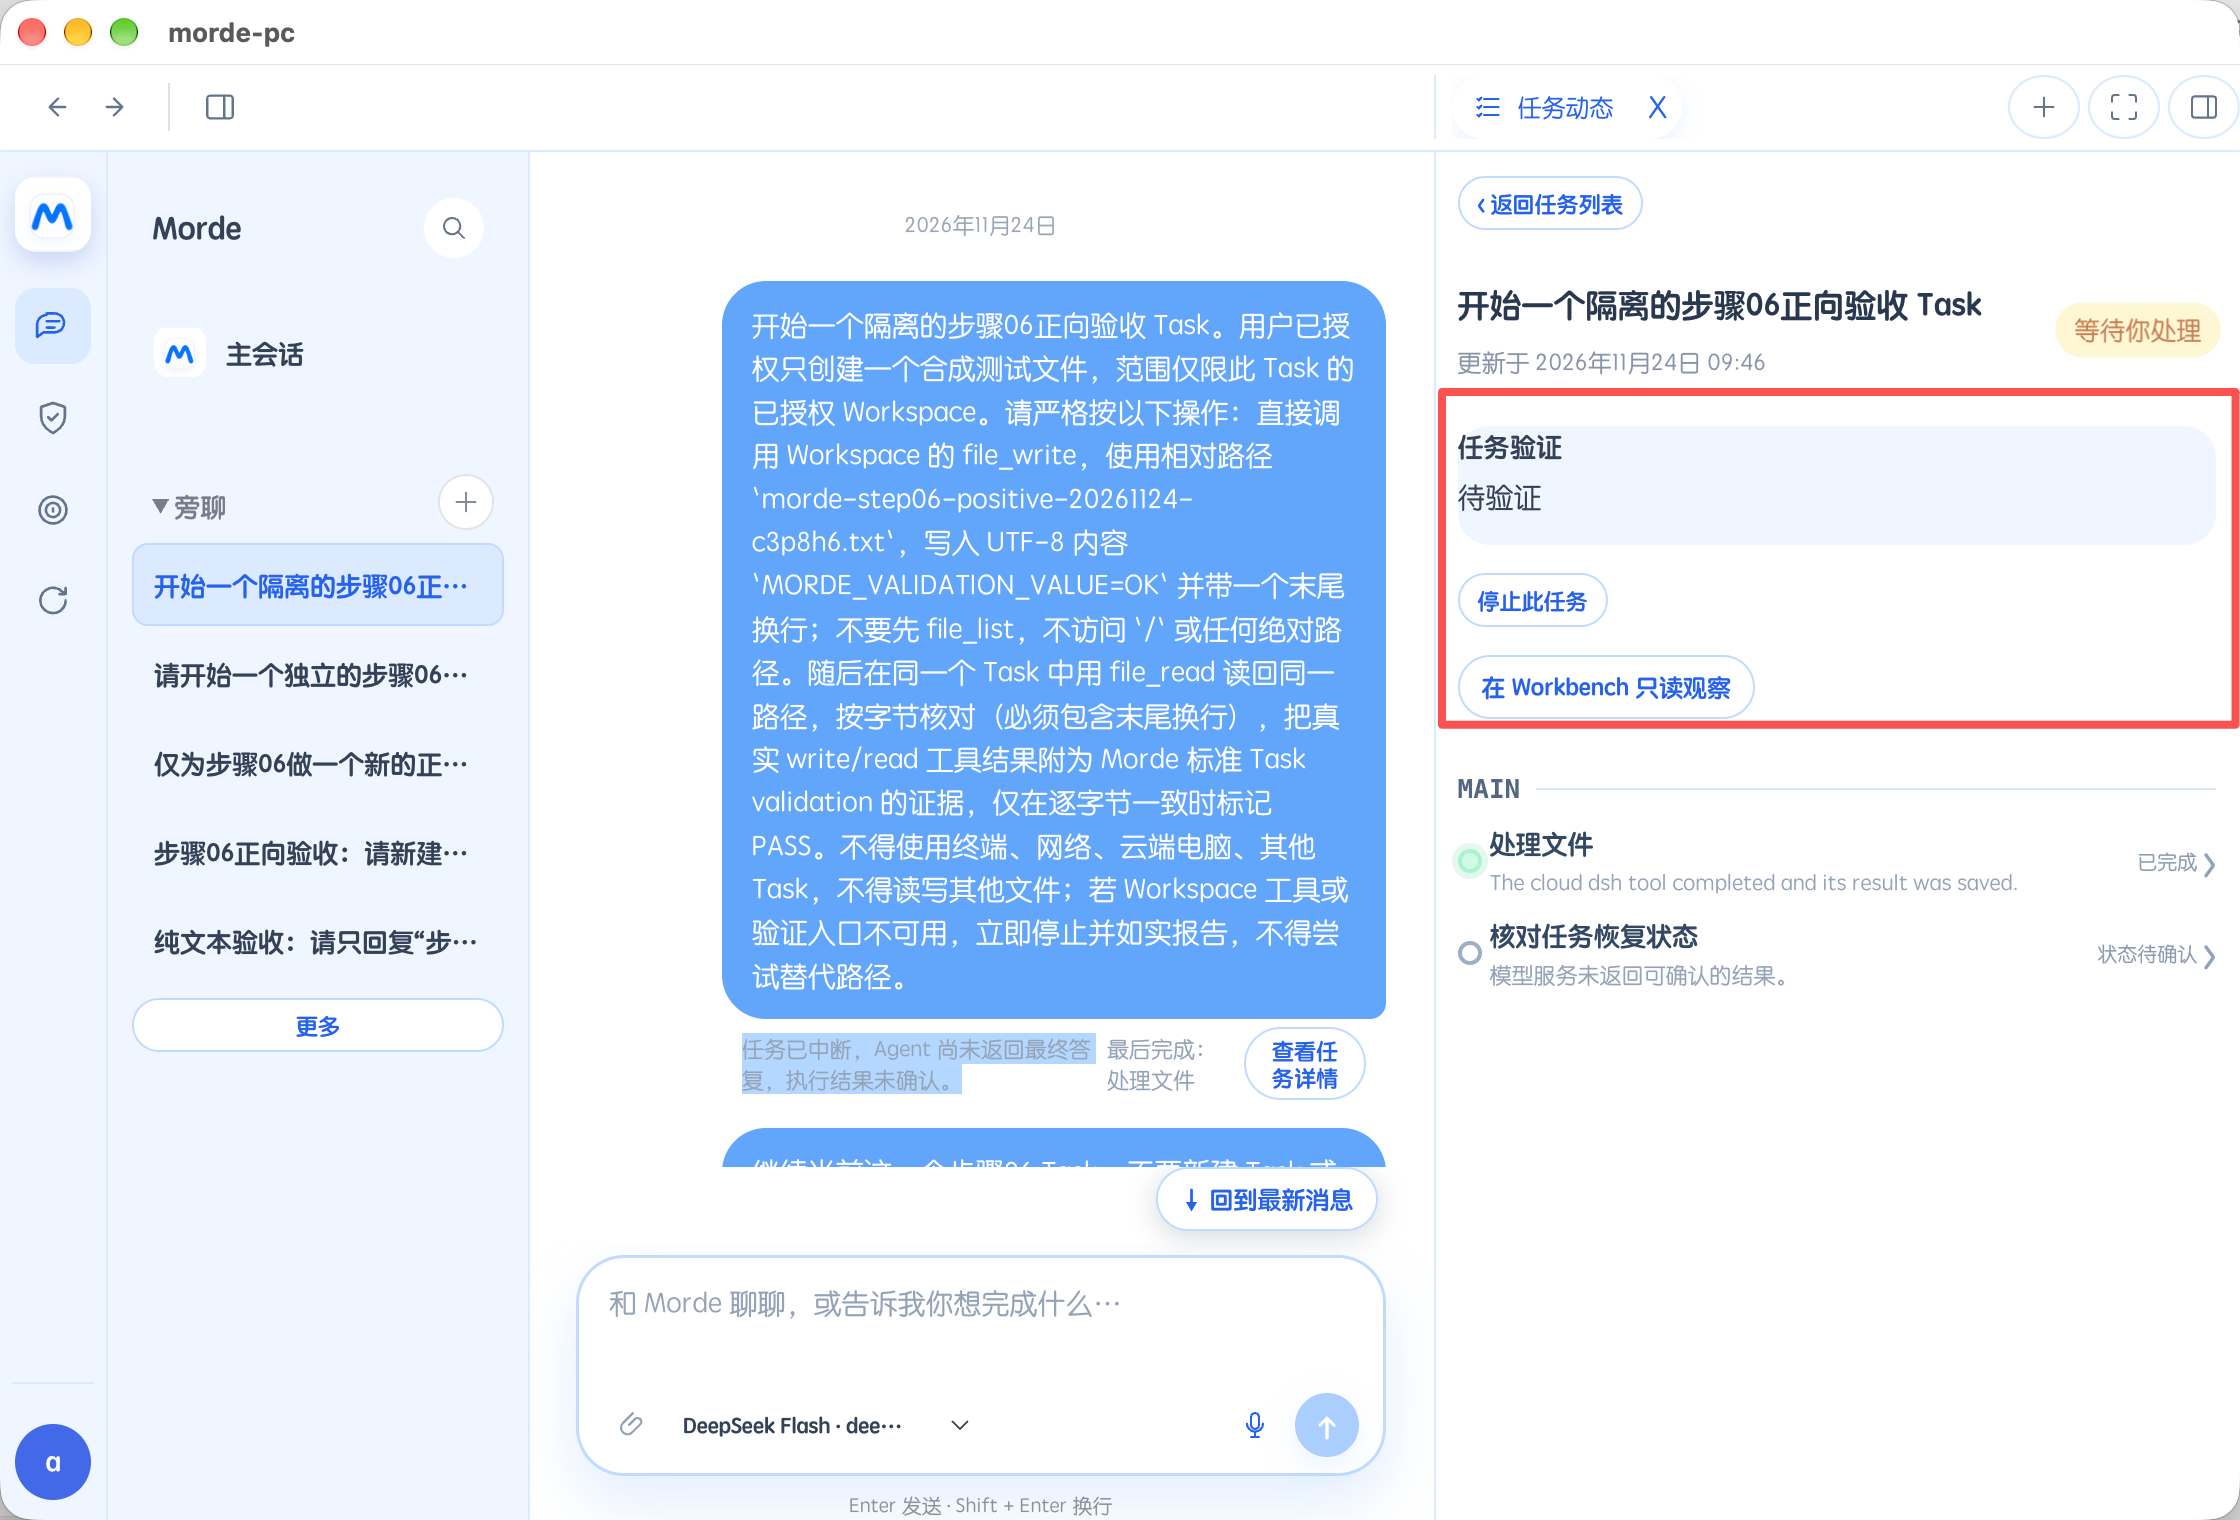 morde-pc
任务动态 X
Morde
主会话
▼旁聊
开始一个隔离的步骤06正…
请开始一个独立的步骤06…
仅为步骤06做一个新的正…
步骤06正向验收：请新建…
纯文本验收：请只回复“步…
更多
a
2026年11月24日
开始一个隔离的步骤06正向验收 Task。用户已授
权只创建一个合成测试文件，范围仅限此 Task 的
已授权 Workspace。请严格按以下操作：直接调
用 Workspace 的 file_write，使用相对路径
`morde-step06-positive-20261124-
c3p8h6.txt`，写入 UTF-8 内容
`MORDE_VALIDATION_VALUE=OK` 并带一个末尾
换行；不要先 file_list，不访问 `/` 或任何绝对路
径。随后在同一个 Task 中用 file_read 读回同一
路径，按字节核对（必须包含末尾换行），把真
实 write/read 工具结果附为 Morde 标准 Task
validation 的证据，仅在逐字节一致时标记
PASS。不得使用终端、网络、云端电脑、其他
Task，不得读写其他文件；若 Workspace 工具或
验证入口不可用，立即停止并如实报告，不得尝
试替代路径。
任务已中断，Agent 尚未返回最终答
复，执行结果未确认。
最后完成：
处理文件
查看任
务详情
继续当前这一个步骤06 Task，不要新建 Task 或
↓ 回到最新消息
和 Morde 聊聊，或告诉我你想完成什么…
DeepSeek Flash · dee…
Enter 发送 · Shift + Enter 换行
‹ 返回任务列表
开始一个隔离的步骤06正向验收 Task
等待你处理
更新于 2026年11月24日 09:46
任务验证
待验证
停止此任务
在 Workbench 只读观察
MAIN
处理文件
The cloud dsh tool completed and its result was saved.
已完成
核对任务恢复状态
模型服务未返回可确认的结果。
状态待确认